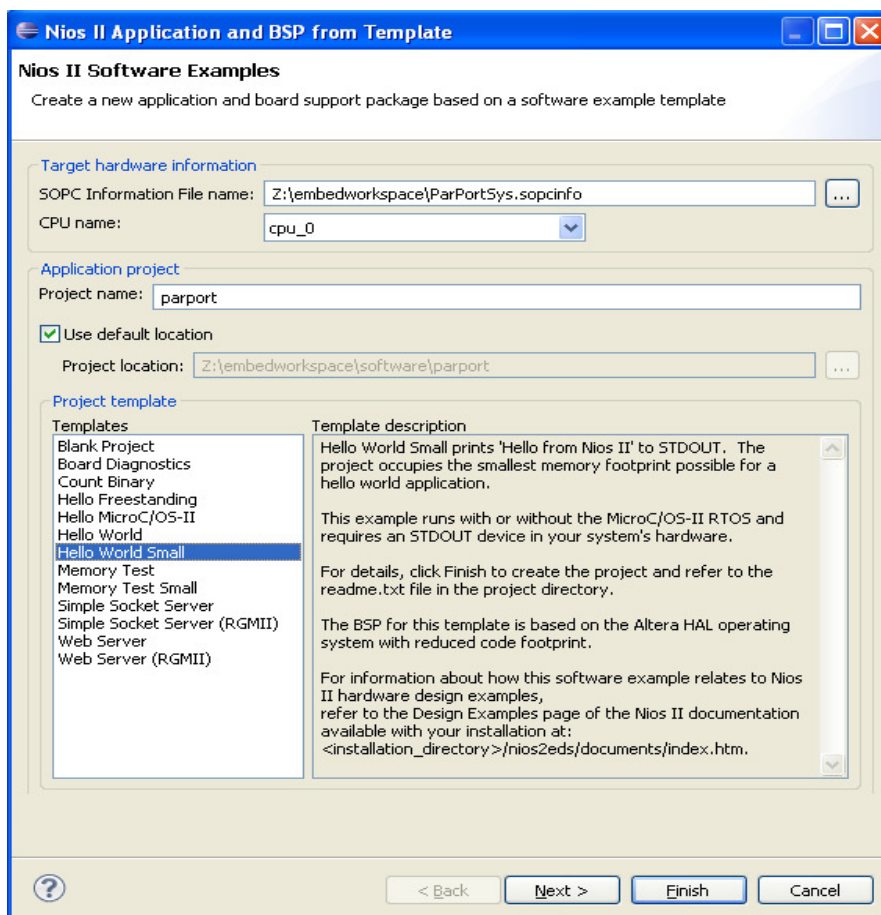 Nios II Application and BSP from Template
Nios II Software Examples
Create a new application and board support package based on a software example template
Target hardware information
SOPC Information File name: Z:\embedworkspace\ParPortSys.sopcinfo ...
CPU name: cpu_0
Application project
Project name: parport
Use default location
Project location: Z:\embedworkspace\software\parport ...
Project template
Templates
Blank Project
Board Diagnostics
Count Binary
Hello Freestanding
Hello MicroC/OS-II
Hello World
Hello World Small
Memory Test
Memory Test Small
Simple Socket Server
Simple Socket Server (RGMII)
Web Server
Web Server (RGMII)
Template description
Hello World Small prints 'Hello from Nios II' to STDOUT. The
project occupies the smallest memory footprint possible for a
hello world application.
This example runs with or without the MicroC/OS-II RTOS and
requires an STDOUT device in your system's hardware.
For details, click Finish to create the project and refer to the
readme.txt file in the project directory.
The BSP for this template is based on the Altera HAL operating
system with reduced code footprint.
For information about how this software example relates to Nios
II hardware design examples,
refer to the Design Examples page of the Nios II documentation
available with your installation at:
<installation_directory>/nios2eds/documents/index.htm.
? < Back Next > Finish Cancel